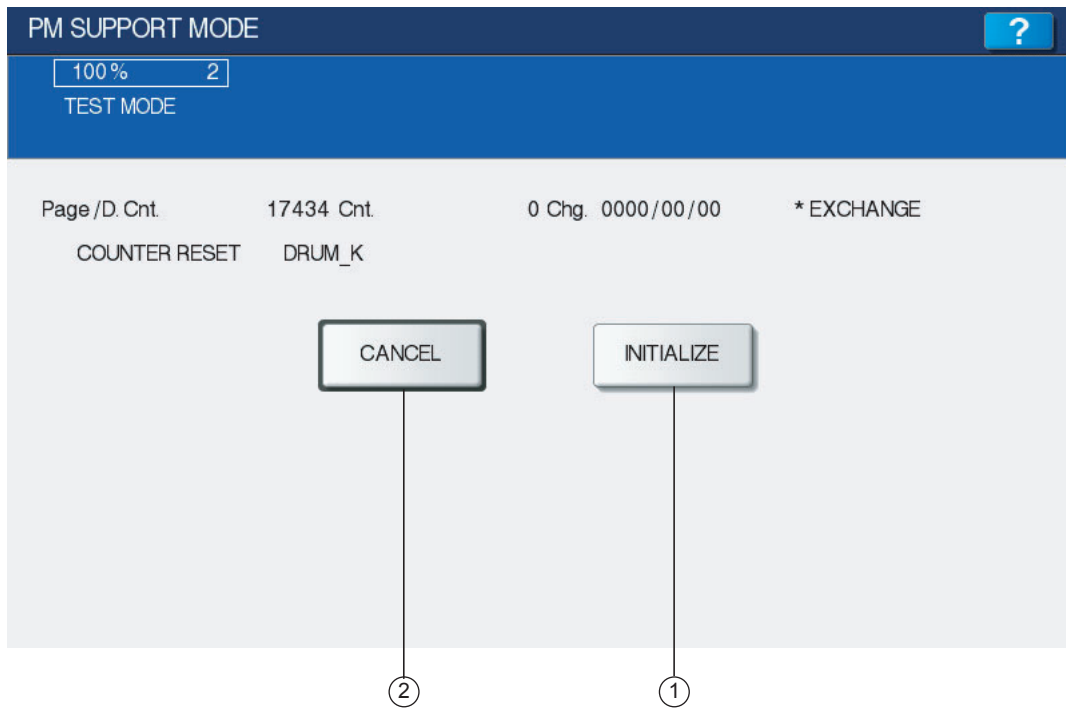 PM SUPPORT MODE ?
100% 2
TEST MODE
Page /D. Cnt. 17434 Cnt. 0 Chg. 0000/00/00 * EXCHANGE
COUNTER RESET DRUM_K
CANCEL INITIALIZE
2 1